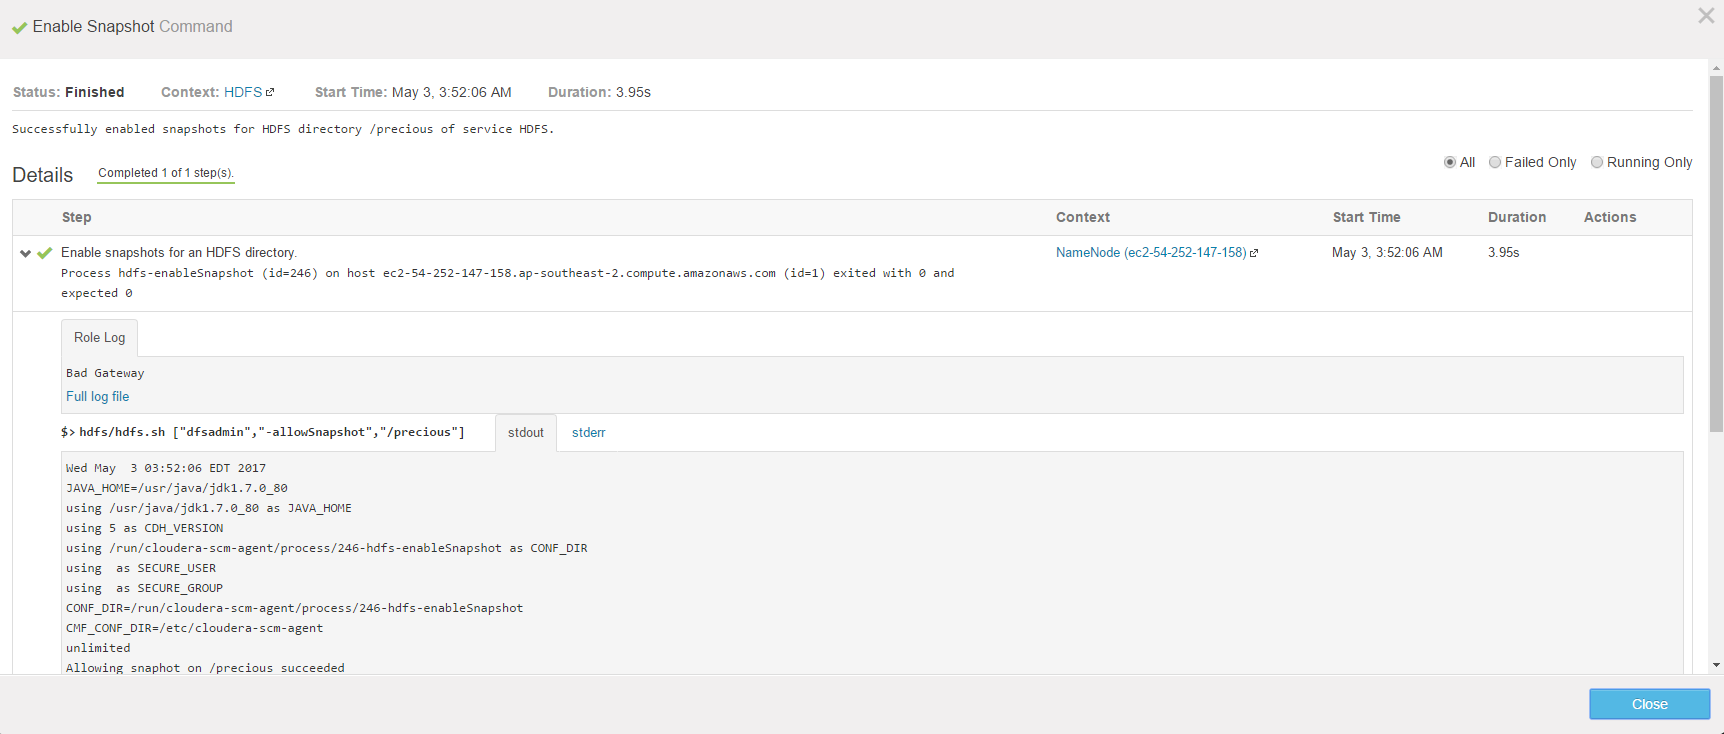 Enable Snapshot Command
Status: Finished Context: HDFS Start Time: May 3, 3:52:06 AM Duration: 3.95s
Successfully enabled snapshots for HDFS directory /precious of service HDFS.
Details Completed 1 of 1 step(s). All Failed Only Running Only
Step Context Start Time Duration Actions
Enable snapshots for an HDFS directory. NameNode (ec2-54-252-147-158) May 3, 3:52:06 AM 3.95s
Process hdfs-enableSnapshot (id=246) on host ec2-54-252-147-158.ap-southeast-2.compute.amazonaws.com (id=1) exited with 0 and
expected 0
Role Log
Bad Gateway
Full log file
$> hdfs/hdfs.sh ["dfsadmin","-allowSnapshot","/precious"] stdout stderr
Wed May  3 03:52:06 EDT 2017
JAVA_HOME=/usr/java/jdk1.7.0_80
using /usr/java/jdk1.7.0_80 as JAVA_HOME
using 5 as CDH_VERSION
using /run/cloudera-scm-agent/process/246-hdfs-enableSnapshot as CONF_DIR
using  as SECURE_USER
using  as SECURE_GROUP
CONF_DIR=/run/cloudera-scm-agent/process/246-hdfs-enableSnapshot
CMF_CONF_DIR=/etc/cloudera-scm-agent
unlimited
Allowing snaphot on /precious succeeded
Close